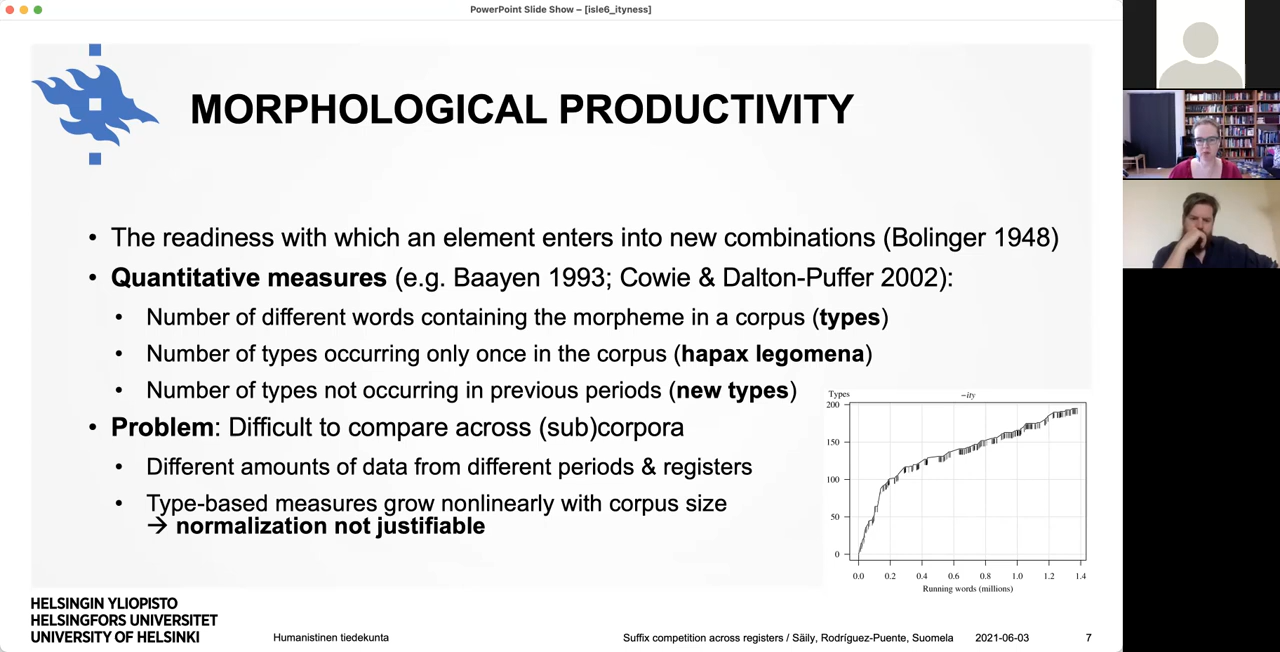 PowerPoint Slide Show – [isle6_ityness]
MORPHOLOGICAL PRODUCTIVITY
• The readiness with which an element enters into new combinations (Bolinger 1948)
• Quantitative measures (e.g. Baayen 1993; Cowie & Dalton-Puffer 2002):
• Number of different words containing the morpheme in a corpus (types)
• Number of types occurring only once in the corpus (hapax legomena)
• Number of types not occurring in previous periods (new types)
• Problem: Difficult to compare across (sub)corpora
• Different amounts of data from different periods & registers
• Type-based measures grow nonlinearly with corpus size
→ normalization not justifiable
Types
−ity
200
150
100
50
0
0.0 0.2 0.4 0.6 0.8 1.0 1.2 1.4
Running words (millions)
HELSINGIN YLIOPISTO
HELSINGFORS UNIVERSITET
UNIVERSITY OF HELSINKI
Humanistinen tiedekunta
Suffix competition across registers / Säily, Rodríguez-Puente, Suomela
2021-06-03
7